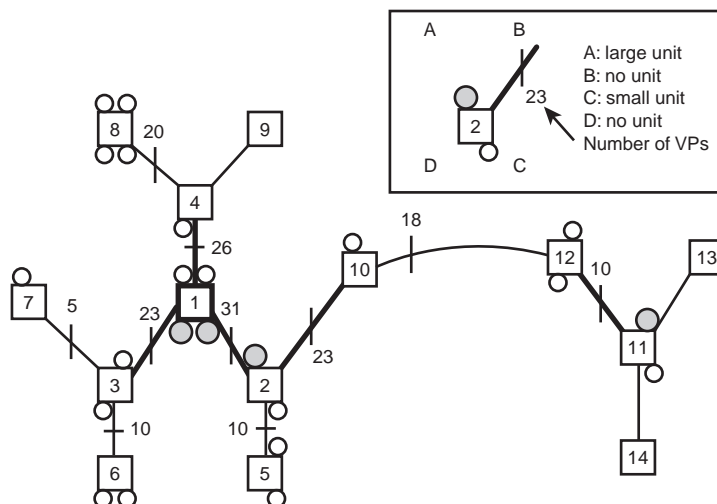 A
B
A: large unit
B: no unit
C: small unit
D: no unit
Number of VPs
23
2
D
C
8
20
9
4
26
18
10
12
10
13
7
5
23
1
31
23
11
3
2
10
10
6
5
14